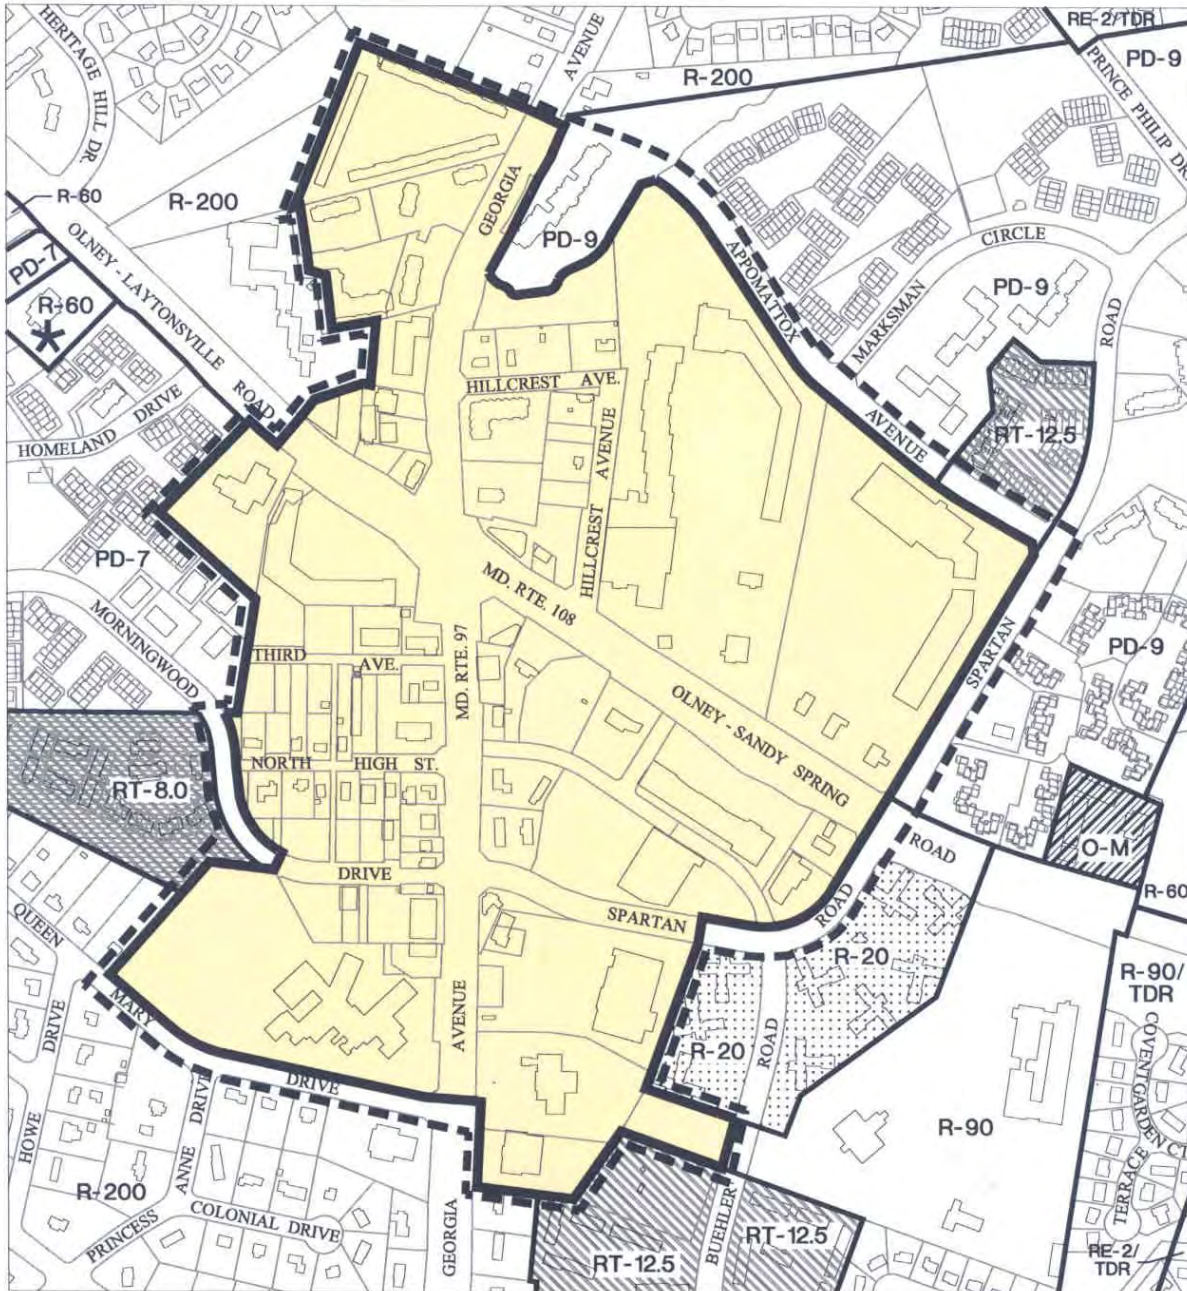 HERITAGE HILL DR.
AVENUE
RE-2/TDR
PD-9
R-200
PRINCE PHILIP DR.
R-60
R-200
GEORGIA
OLNEY - LAYTONSVILLE ROAD
PD-7
PD-9
APPOMATTOX
CIRCLE
MARKSMAN
PD-9
ROAD
R-60
HILLCREST AVE.
HOMELAND DRIVE
AVENUE
RT-12.5
HILLCREST AVENUE
PD-7
MD. RTE. 108
MORNINGWOOD
THIRD AVE.
MD. RTE. 97
SPARTAN
PD-9
OLNEY - SANDY SPRING
NORTH HIGH ST.
RT-8.0
ROAD
O-M
R-60
DRIVE
ROAD
SPARTAN
QUEEN
R-20
R-90/
TDR
MARY
AVENUE
R-20
ROAD
COVENTGARDEN CT.
DRIVE
DRIVE
HOWE
DRIVE
R-90
R-200
ANNE
PRINCESS
COLONIAL DRIVE
GEORGIA
BUEHLER
TERRACE
RT-12.5
RT-12.5
RE-2/
TDR